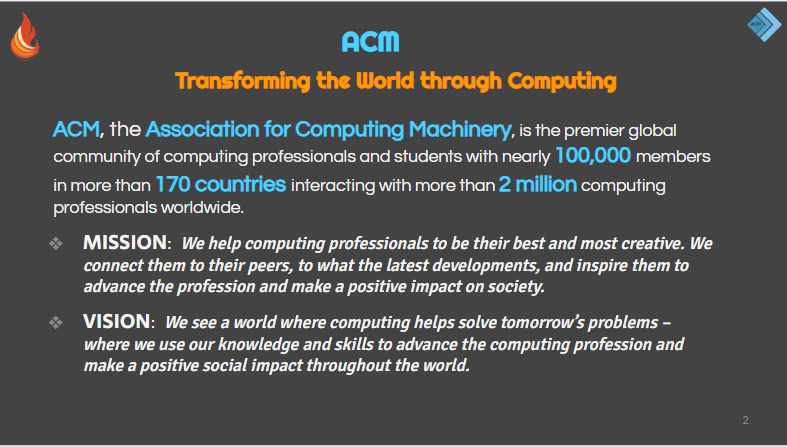 ACM
Transforming the World through Computing
ACM, the Association for Computing Machinery, is the premier global
community of computing professionals and students with nearly 100,000 members
in more than 170 countries interacting with more than 2 million computing
professionals worldwide.
❖ MISSION: We help computing professionals to be their best and most creative. We
connect them to their peers, to what the latest developments, and inspire them to
advance the profession and make a positive impact on society.
❖ VISION: We see a world where computing helps solve tomorrow's problems –
where we use our knowledge and skills to advance the computing profession and
make a positive social impact throughout the world.
2